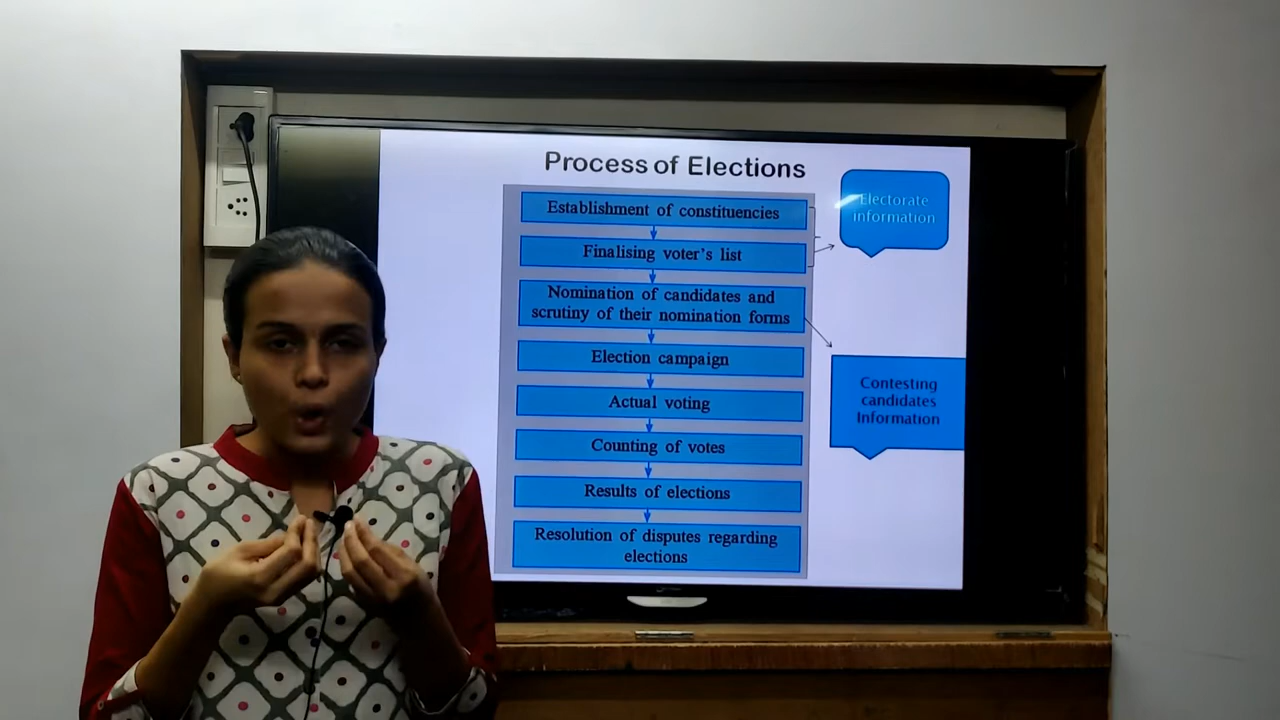 Process of Elections
Establishment of constituencies
Finalising voter's list
Nomination of candidates and
scrutiny of their nomination forms
Election campaign
Actual voting
Counting of votes
Results of elections
Resolution of disputes regarding
elections
Electorate
information
Contesting
candidates
Information